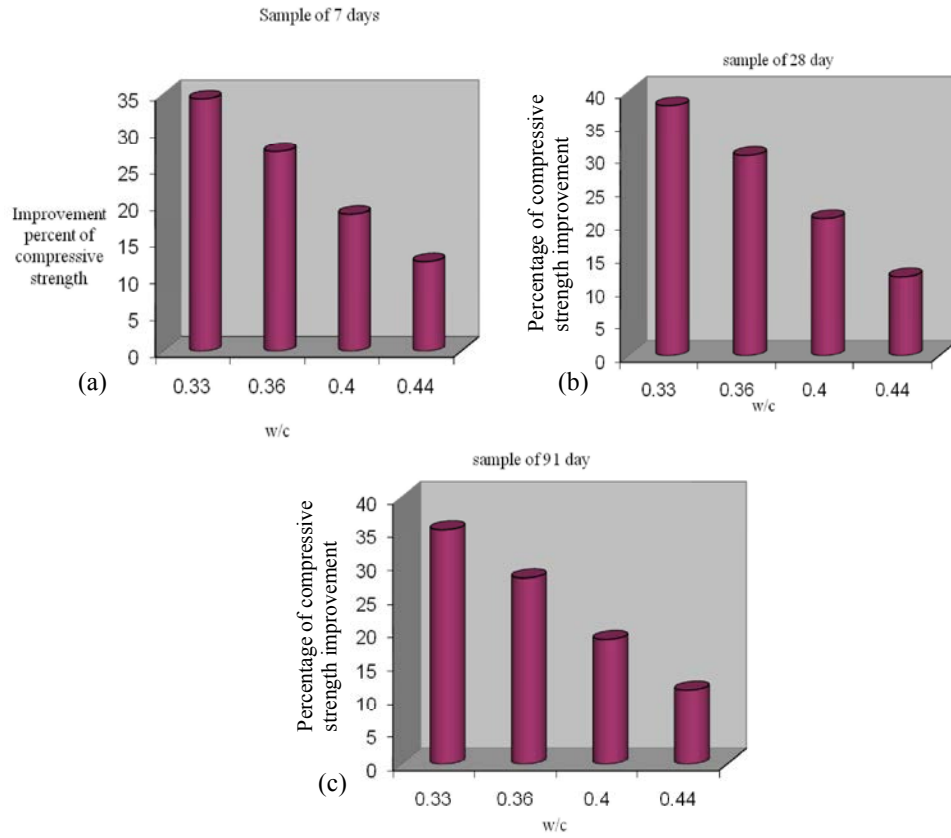 Sample of 7 days
35
30
25
20
15
10
5
0
Improvement
percent of
compressive
strength
0.33 0.36 0.4 0.44
w/c
(a)
sample of 28 day
40
35
30
25
20
15
10
5
0
Percentage of compressive
strength improvement
0.33 0.36 0.4 0.44
w/c
(b)
sample of 91 day
40
35
30
25
20
15
10
5
0
Percentage of compressive
strength improvement
0.33 0.36 0.4 0.44
w/c
(c)